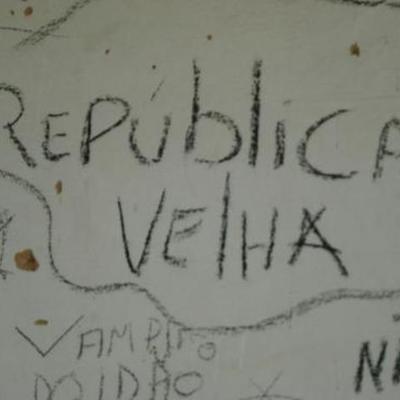 REPÚblicA
VElHA
VAMPIRO
DOIDÃO